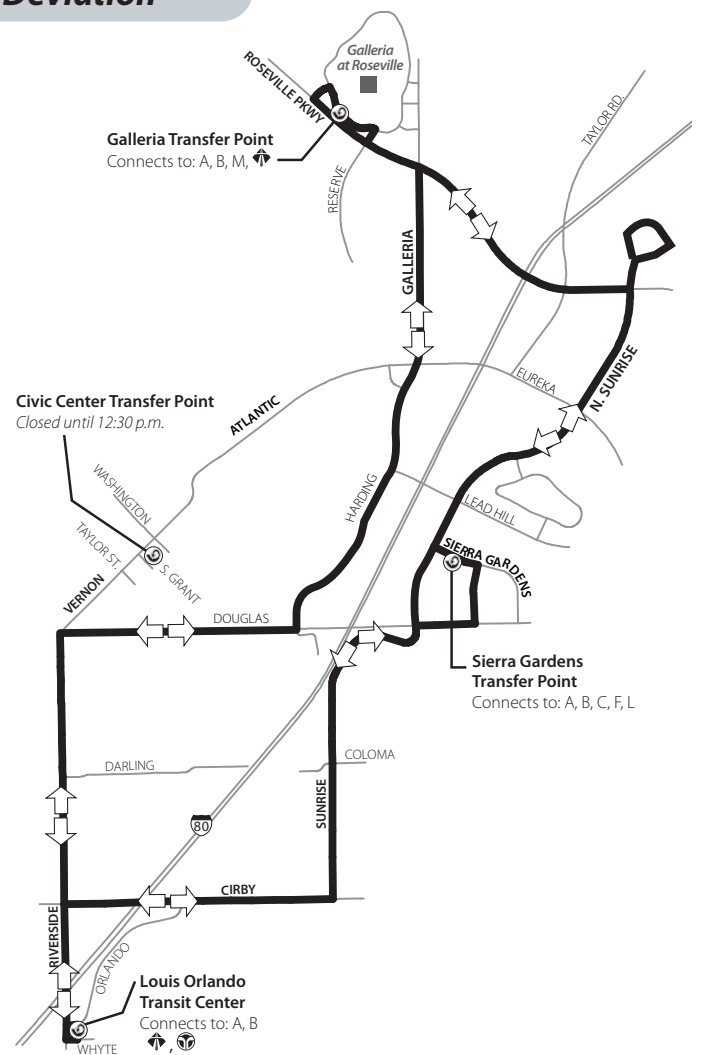 Deviation
Galleria
at Roseville
ROSEVILLE PKWY
TAYLOR RD.
Galleria Transfer Point
Connects to: A, B, M,
RESERVE
GALLERIA
EUREKA
N. SUNRISE
Civic Center Transfer Point
Closed until 12:30 p.m.
ATLANTIC
WASHINGTON
HARDING
LEAD HILL
TAYLOR ST.
S. GRANT
SIERRA GARDENS
VERNON
DOUGLAS
Sierra Gardens
Transfer Point
Connects to: A, B, C, F, L
DARLING
COLOMA
SUNRISE
80
CIRBY
RIVERSIDE
ORLANDO
Louis Orlando
Transit Center
Connects to: A, B
,
WHYTE